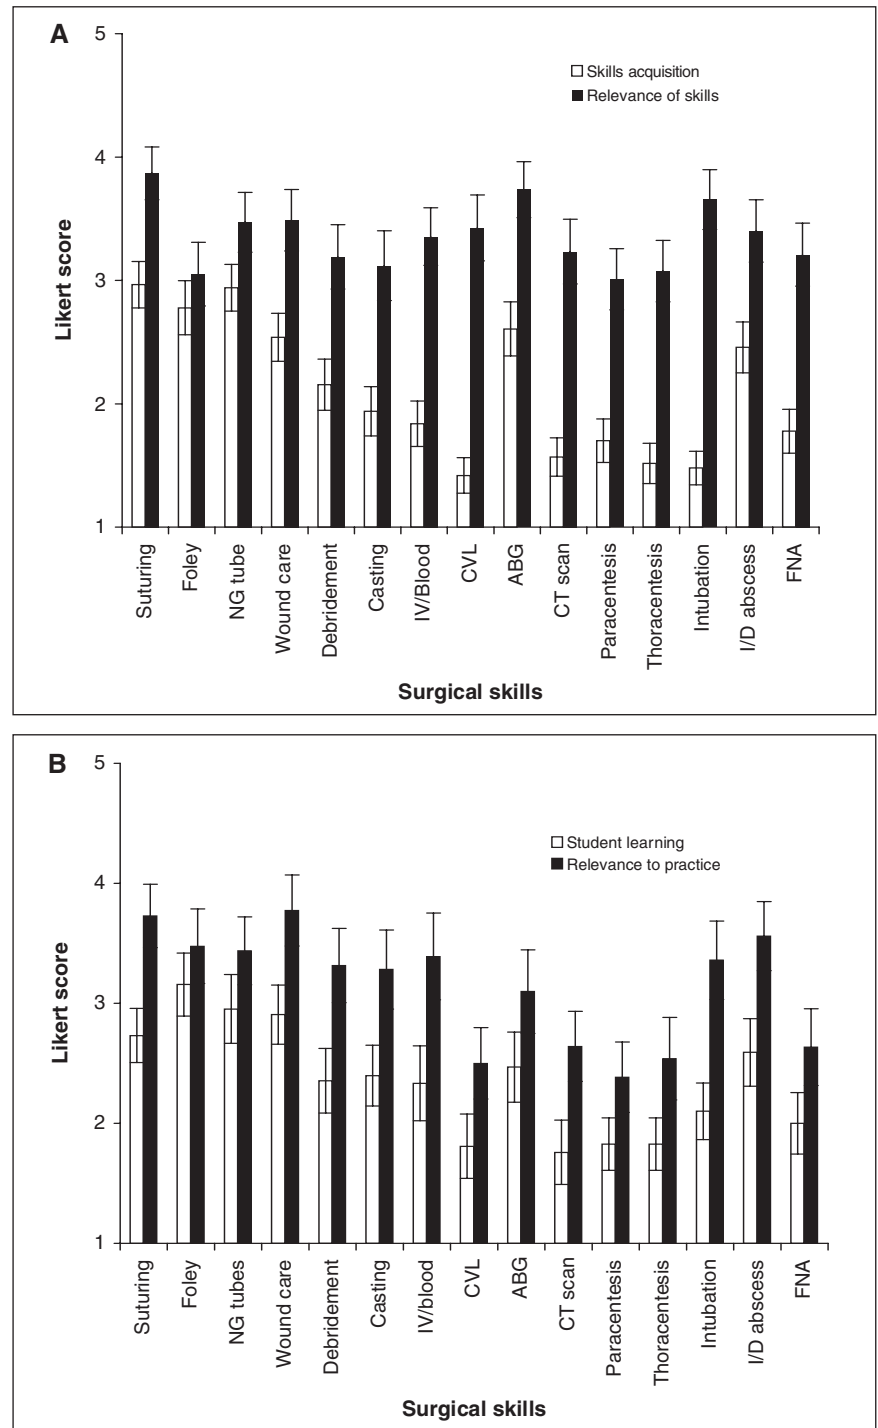 A
5
4
3
2
1
Likert score
Skills acquisition
Relevance of skills
Suturing
Foley
NG tube
Wound care
Debridement
Casting
IV/Blood
CVL
ABG
CT scan
Paracentesis
Thoracentesis
Intubation
I/D abscess
FNA
Surgical skills
B
5
4
3
2
1
Likert score
Student learning
Relevance to practice
Suturing
Foley
NG tubes
Wound care
Debridement
Casting
IV/blood
CVL
ABG
CT scan
Paracentesis
Thoracentesis
Intubation
I/D abscess
FNA
Surgical skills